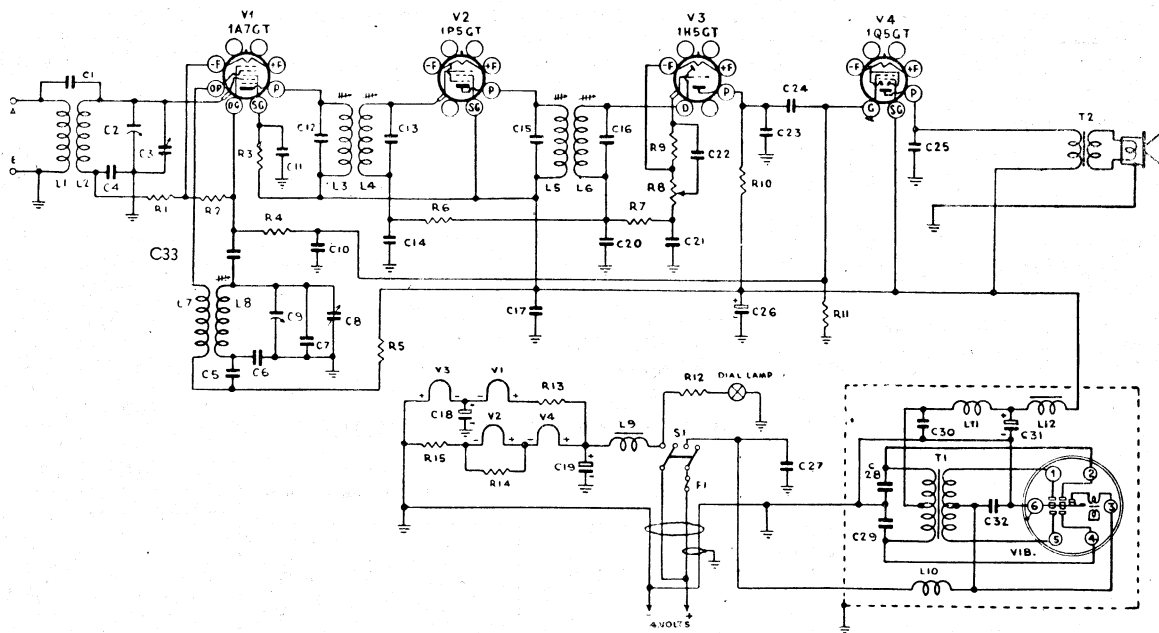 V1
1A7GT
V2
1P5GT
V3
1H5GT
V4
1Q5GT
-F
+F
OP
P
OG
SG
-F
+F
P
SG
-F
+F
P
D
-F
+F
P
G
SG
C1
A
E
C2
C3
L1
L2
C4
R1
R2
R3
C11
C12
L3
L4
C13
C15
L5
L6
C16
R9
C22
R8
C23
C24
R10
C25
T2
R4
C10
R6
C14
R7
C20
C21
C33
L7
L8
C9
C7
C8
C5
C6
R5
C17
C26
R11
V3
V1
R13
C18
V2
V4
R15
R14
C19
L9
R12
DIAL LAMP
S1
F1
C27
4 VOLTS
+
-
L11
L12
C30
C31
T1
C28
C29
C32
1
2
3
4
5
6
VIB.
L10